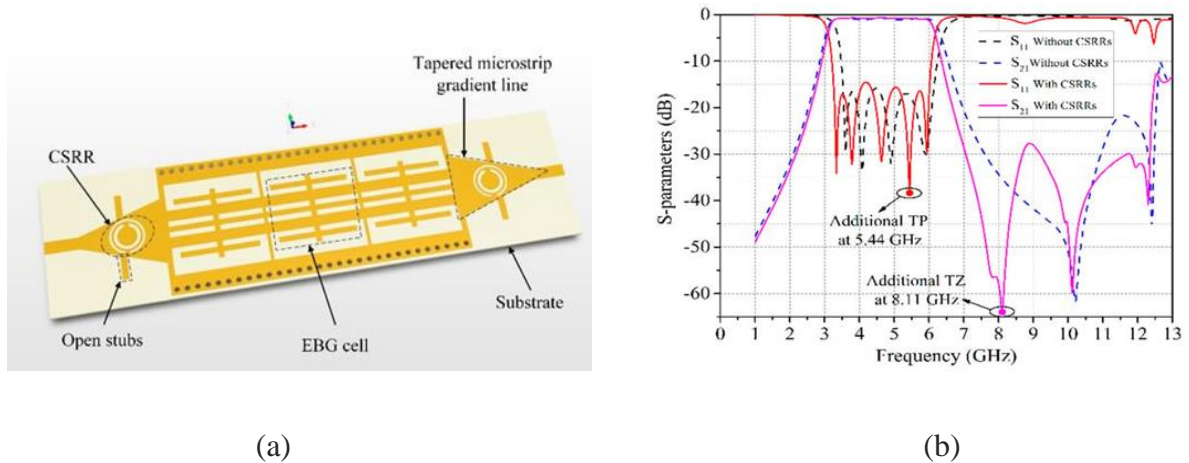 Tapered microstrip
gradient line
CSRR
Open stubs
EBG cell
Substrate
(a)
S-parameters (dB)
0
-10
-20
-30
-40
-50
-60
S11 Without CSRRs
S21 Without CSRRs
S11 With CSRRs
S21 With CSRRs
Additional TP
at 5.44 GHz
Additional TZ
at 8.11 GHz
0 1 2 3 4 5 6 7 8 9 10 11 12 13
Frequency (GHz)
(b)